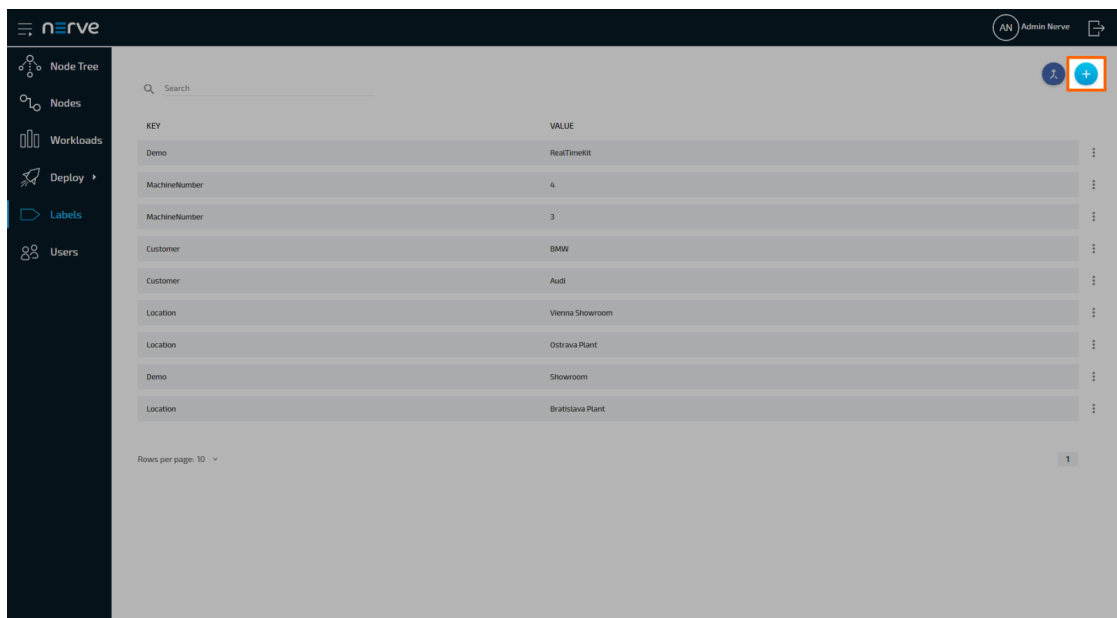 nerve
AN Admin Nerve
Node Tree
Nodes
Workloads
Deploy
Labels
Users
Search
KEY VALUE
Demo RealTimeKit
MachineNumber 4
MachineNumber 3
Customer BMW
Customer Audi
Location Vienna Showroom
Location Ostrava Plant
Demo Showroom
Location Bratislava Plant
Rows per page: 10 1